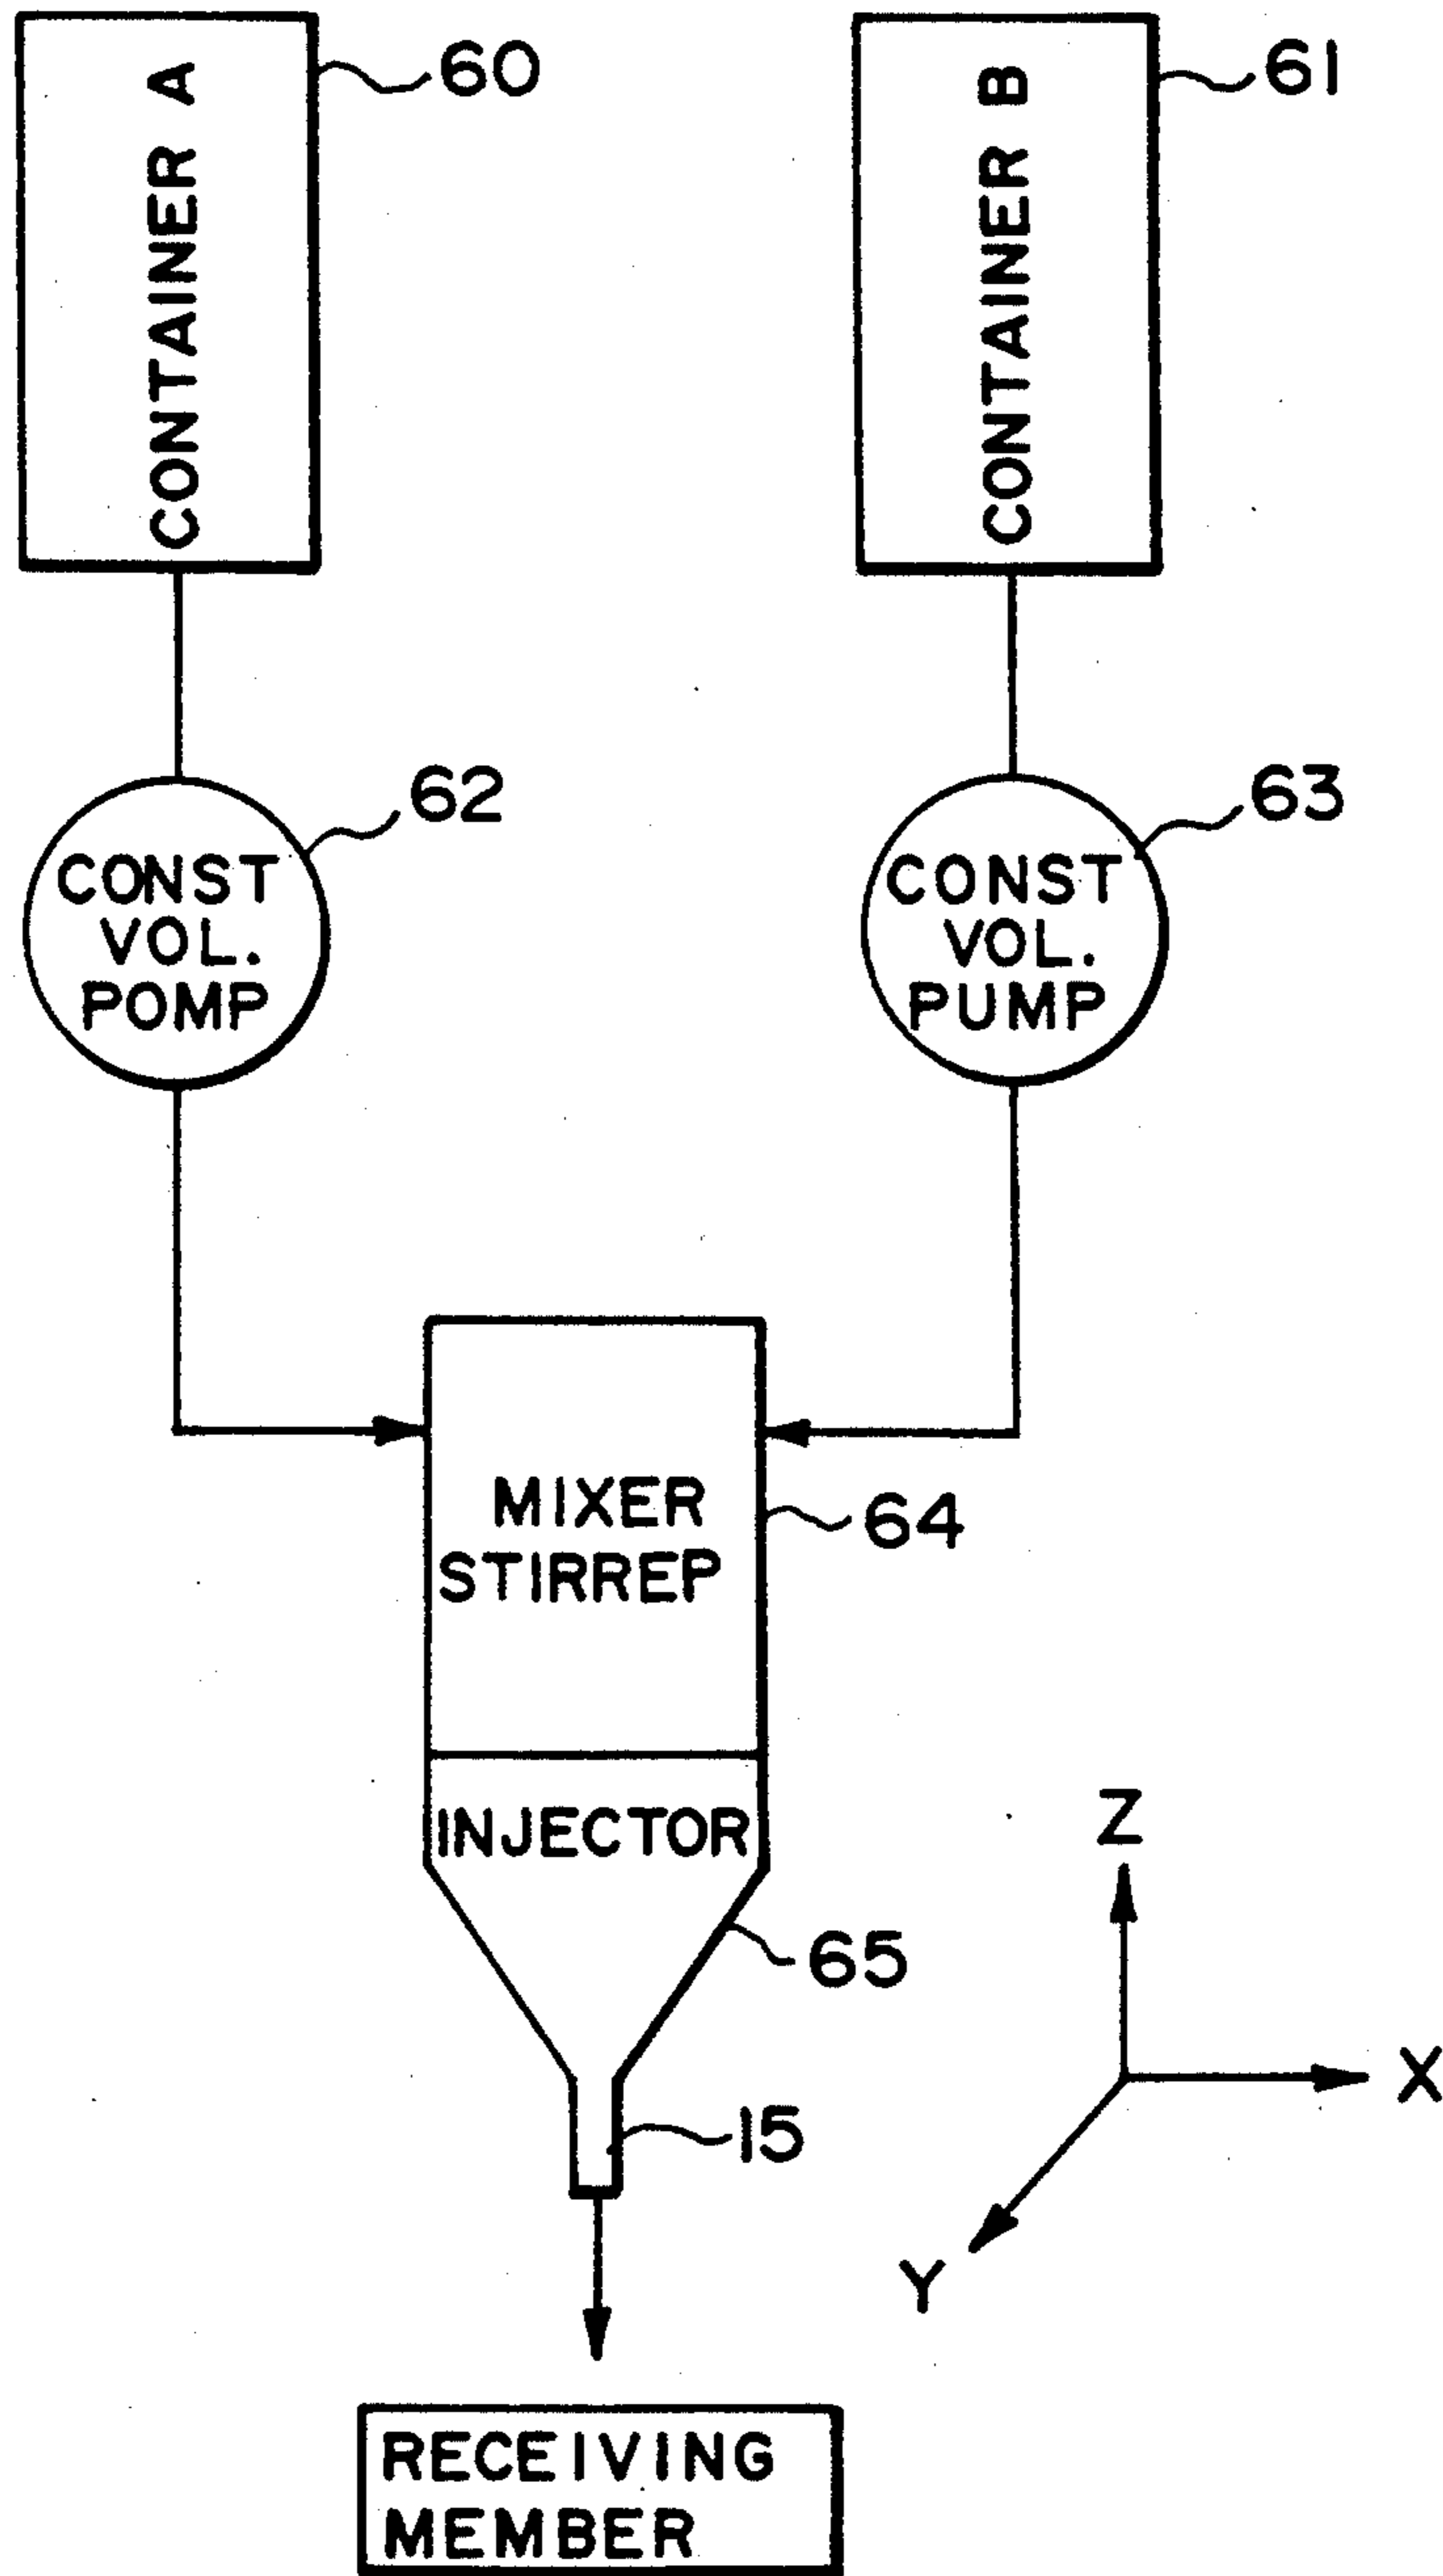 CONTAINER A
60
CONTAINER B
61
62
CONST
VOL.
POMP
63
CONST
VOL.
PUMP
MIXER
STIRREP
64
INJECTOR
65
15
Z
X
Y
RECEIVING
MEMBER